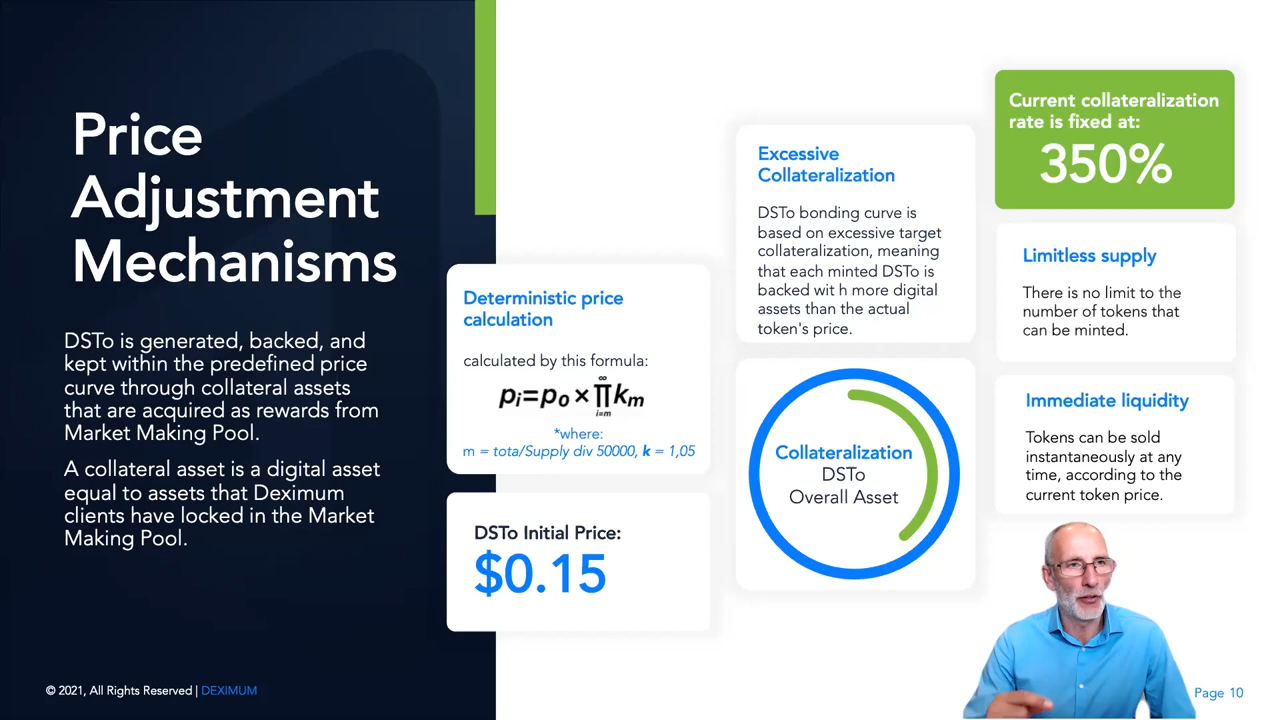 Price
Adjustment
Mechanisms
DSTo is generated, backed, and
kept within the predefined price
curve through collateral assets
that are acquired as rewards from
Market Making Pool.
A collateral asset is a digital asset
equal to assets that Deximum
clients have locked in the Market
Making Pool.
© 2021, All Rights Reserved | DEXIMUM
Deterministic price
calculation
calculated by this formula:
pᵢ=p₀×∏kₘ
∞
i=m
*where:
m = tota/Supply div 50000, k = 1,05
DSTo Initial Price:
$0.15
Excessive
Collateralization
DSTo bonding curve is
based on excessive target
collateralization, meaning
that each minted DSTo is
backed wit h more digital
assets than the actual
token's price.
Collateralization
DSTo
Overall Asset
Current collateralization
rate is fixed at:
350%
Limitless supply
There is no limit to the
number of tokens that
can be minted.
Immediate liquidity
Tokens can be sold
instantaneously at any
time, according to the
current token price.
Page 10